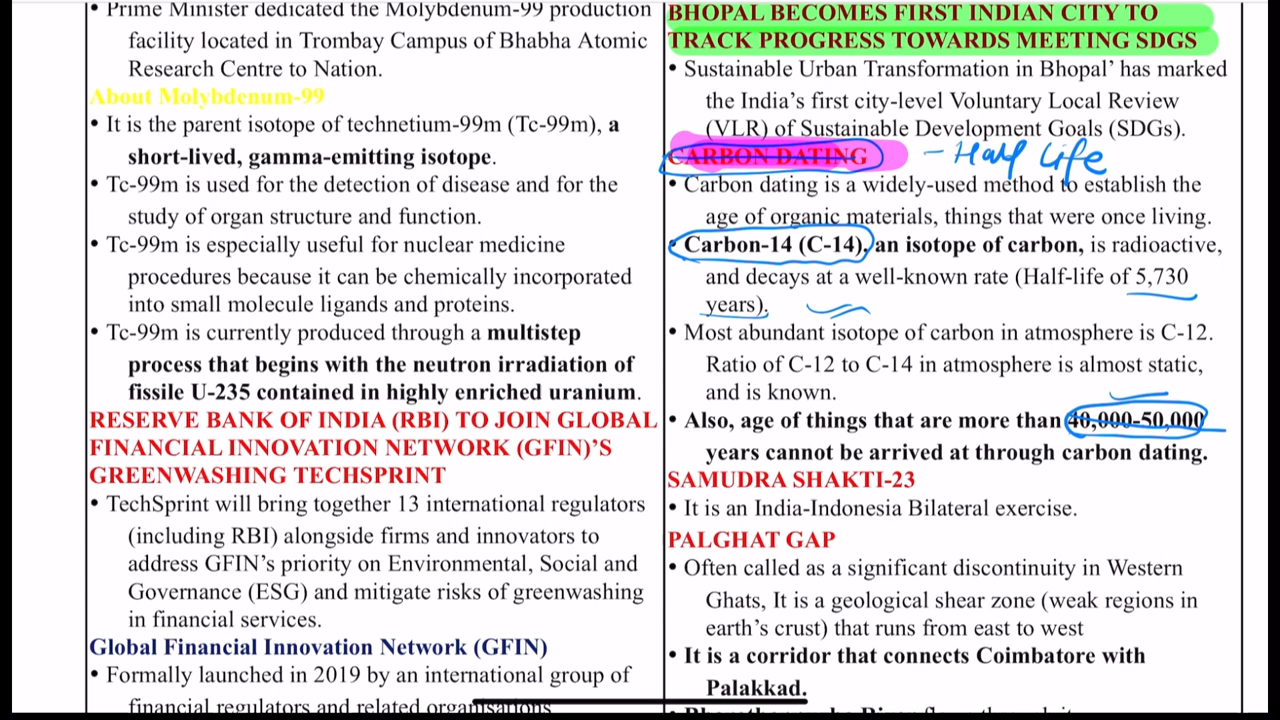 • Prime Minister dedicated the Molybdenum-99 production
facility located in Trombay Campus of Bhabha Atomic
Research Centre to Nation.
About Molybdenum-99
• It is the parent isotope of technetium-99m (Tc-99m), a
short-lived, gamma-emitting isotope.
• Tc-99m is used for the detection of disease and for the
study of organ structure and function.
• Tc-99m is especially useful for nuclear medicine
procedures because it can be chemically incorporated
into small molecule ligands and proteins.
• Tc-99m is currently produced through a multistep
process that begins with the neutron irradiation of
fissile U-235 contained in highly enriched uranium.
RESERVE BANK OF INDIA (RBI) TO JOIN GLOBAL
FINANCIAL INNOVATION NETWORK (GFIN)’S
GREENWASHING TECHSPRINT
• TechSprint will bring together 13 international regulators
(including RBI) alongside firms and innovators to
address GFIN’s priority on Environmental, Social and
Governance (ESG) and mitigate risks of greenwashing
in financial services.
Global Financial Innovation Network (GFIN)
• Formally launched in 2019 by an international group of
financial regulators and related organisations
BHOPAL BECOMES FIRST INDIAN CITY TO
TRACK PROGRESS TOWARDS MEETING SDGS
• Sustainable Urban Transformation in Bhopal’ has marked
the India’s first city-level Voluntary Local Review
(VLR) of Sustainable Development Goals (SDGs).
CARBON DATING – Half Life
• Carbon dating is a widely-used method to establish the
age of organic materials, things that were once living.
• Carbon-14 (C-14), an isotope of carbon, is radioactive,
and decays at a well-known rate (Half-life of 5,730
years).
• Most abundant isotope of carbon in atmosphere is C-12.
Ratio of C-12 to C-14 in atmosphere is almost static,
and is known.
• Also, age of things that are more than 40,000-50,000
years cannot be arrived at through carbon dating.
SAMUDRA SHAKTI-23
• It is an India-Indonesia Bilateral exercise.
PALGHAT GAP
• Often called as a significant discontinuity in Western
Ghats, It is a geological shear zone (weak regions in
earth’s crust) that runs from east to west
• It is a corridor that connects Coimbatore with
Palakkad.